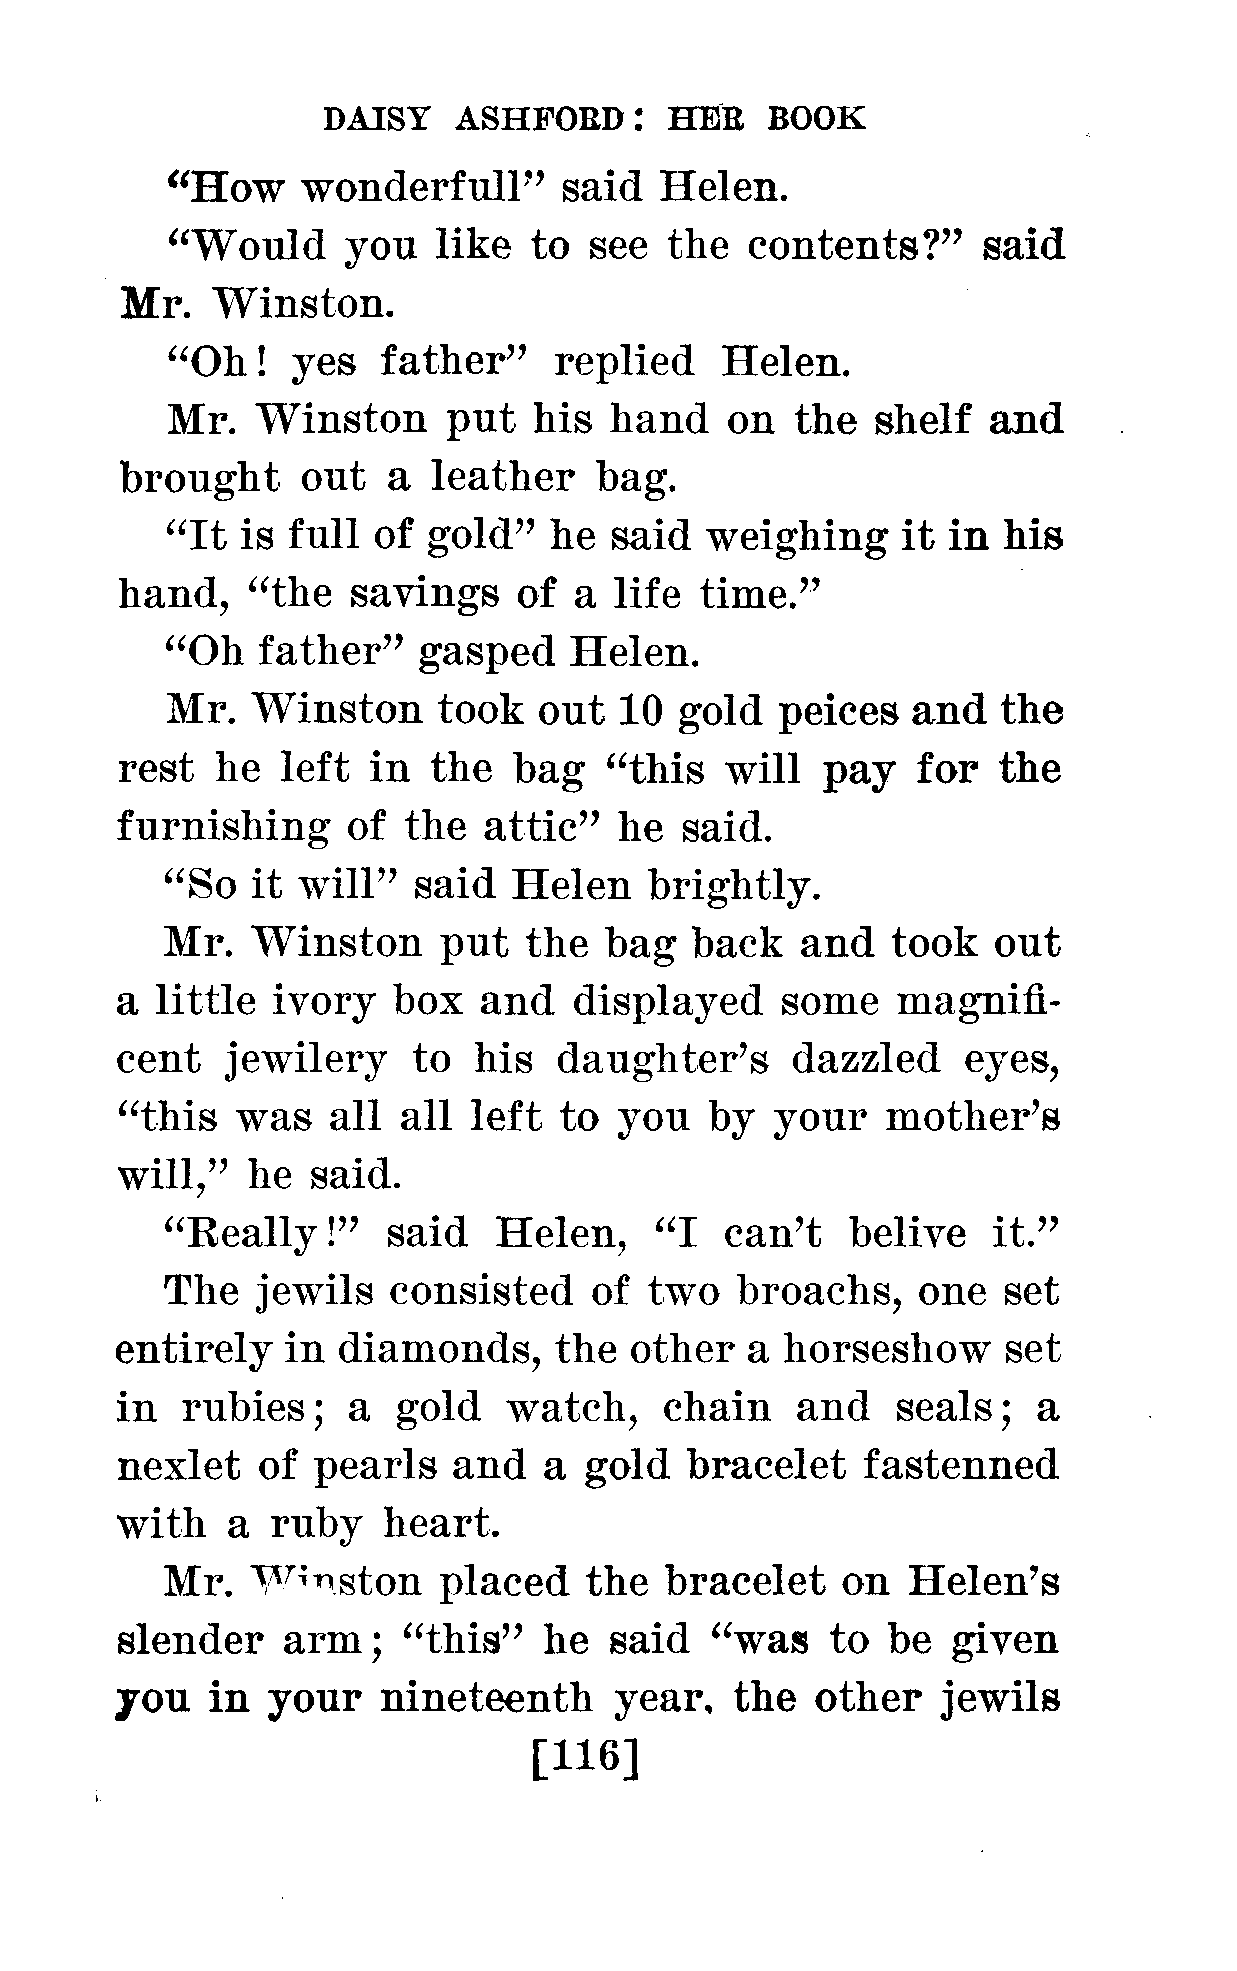 DAISY ASHFORD: HER BOOK
“How wonderfull” said Helen.
“Would you like to see the contents?” said
Mr. Winston.
“Oh! yes father” replied Helen.
Mr. Winston put his hand on the shelf and
brought out a leather bag.
“It is full of gold” he said weighing it in his
hand, “the savings of a life time.”
“Oh father” gasped Helen.
Mr. Winston took out 10 gold peices and the
rest he left in the bag “this will pay for the
furnishing of the attic” he said.
“So it will” said Helen brightly.
Mr. Winston put the bag back and took out
a little ivory box and displayed some magnifi-
cent jewilery to his daughter’s dazzled eyes,
“this was all all left to you by your mother’s
will,” he said.
“Really!” said Helen, “I can’t belive it.”
The jewils consisted of two broachs, one set
entirely in diamonds, the other a horseshow set
in rubies; a gold watch, chain and seals; a
nexlet of pearls and a gold bracelet fastenned
with a ruby heart.
Mr. Winston placed the bracelet on Helen’s
slender arm; “this” he said “was to be given
you in your nineteenth year, the other jewils
[116]